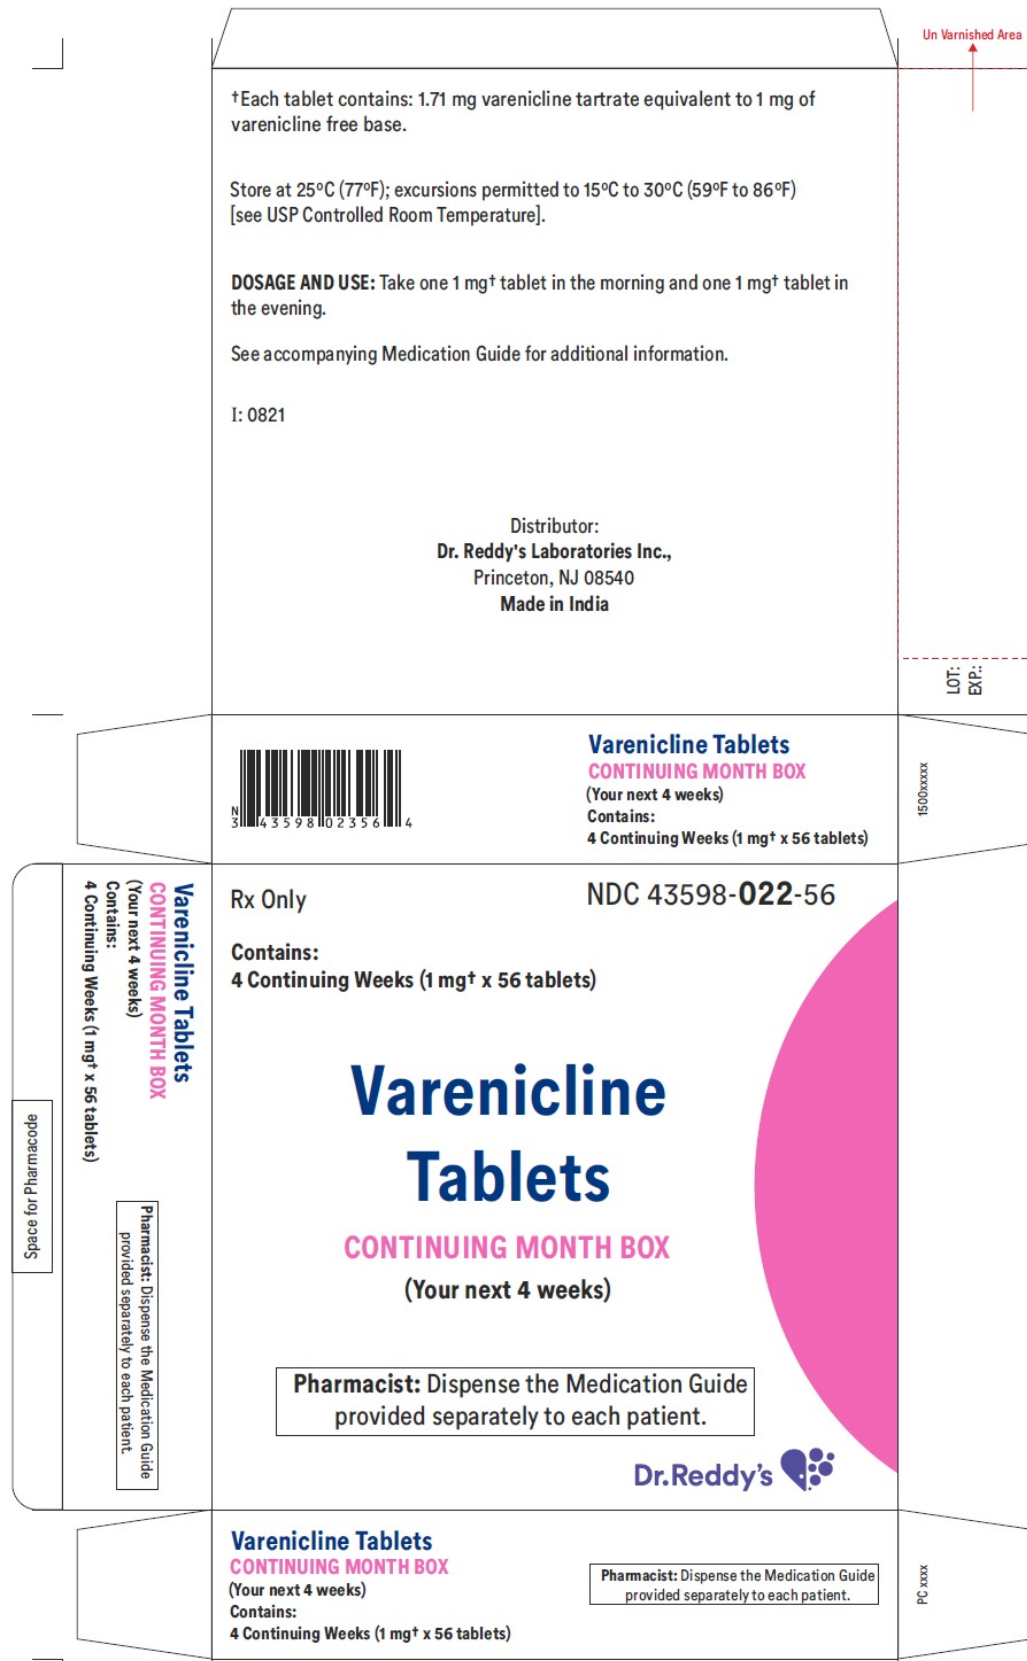 Un Varnished Area
†Each tablet contains: 1.71 mg varenicline tartrate equivalent to 1 mg of
varenicline free base.
Store at 25ºC (77ºF); excursions permitted to 15ºC to 30ºC (59ºF to 86ºF)
[see USP Controlled Room Temperature].
DOSAGE AND USE: Take one 1 mg† tablet in the morning and one 1 mg† tablet in
the evening.
See accompanying Medication Guide for additional information.
I: 0821
Distributor:
Dr. Reddy's Laboratories Inc.,
Princeton, NJ 08540
Made in India
LOT:
EXP.:
N
3 43598 02356 4
Varenicline Tablets
CONTINUING MONTH BOX
(Your next 4 weeks)
Contains:
4 Continuing Weeks (1 mg† x 56 tablets)
1500xxxxx
Space for Pharmacode
Varenicline Tablets
CONTINUING MONTH BOX
(Your next 4 weeks)
Contains:
4 Continuing Weeks (1 mg† x 56 tablets)
Pharmacist: Dispense the Medication Guide
provided separately to each patient.
Rx Only
NDC 43598-022-56
Contains:
4 Continuing Weeks (1 mg† x 56 tablets)
Varenicline
Tablets
CONTINUING MONTH BOX
(Your next 4 weeks)
Pharmacist: Dispense the Medication Guide
provided separately to each patient.
Dr.Reddy's
Varenicline Tablets
CONTINUING MONTH BOX
(Your next 4 weeks)
Contains:
4 Continuing Weeks (1 mg† x 56 tablets)
Pharmacist: Dispense the Medication Guide
provided separately to each patient.
PC xxxx